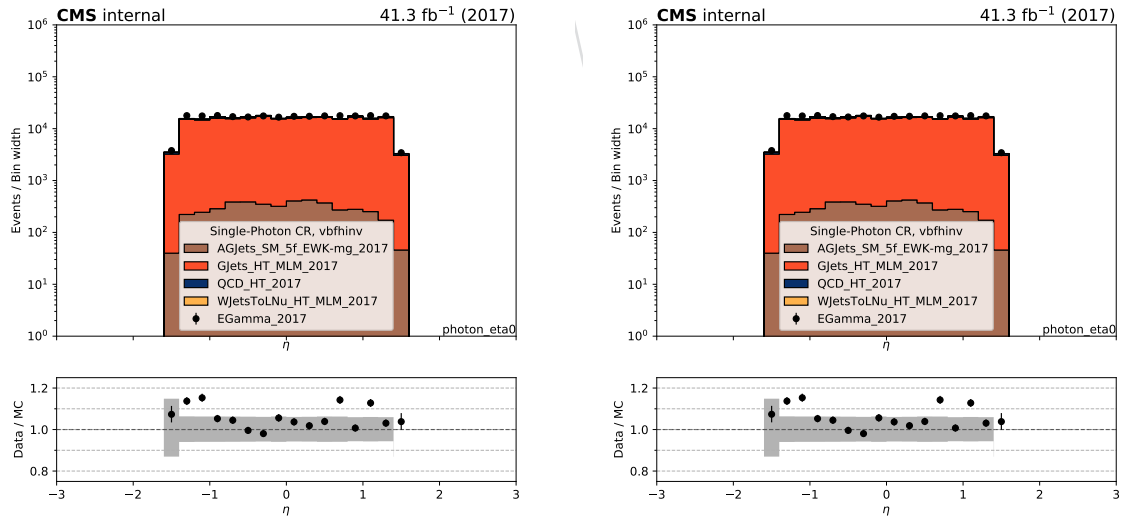 CMS internal 41.3 fb⁻¹ (2017)
10⁶
10⁵
10⁴
10³
10²
10¹
10⁰
Events / Bin width
Single-Photon CR, vbfhinv
AGJets_SM_5f_EWK-mg_2017
GJets_HT_MLM_2017
QCD_HT_2017
WJetsToLNu_HT_MLM_2017
EGamma_2017
photon_eta0
η
1.2
1.0
0.8
Data / MC
−3 −2 −1 0 1 2 3
η
CMS internal 41.3 fb⁻¹ (2017)
10⁶
10⁵
10⁴
10³
10²
10¹
10⁰
Events / Bin width
Single-Photon CR, vbfhinv
AGJets_SM_5f_EWK-mg_2017
GJets_HT_MLM_2017
QCD_HT_2017
WJetsToLNu_HT_MLM_2017
EGamma_2017
photon_eta0
η
1.2
1.0
0.8
Data / MC
−3 −2 −1 0 1 2 3
η